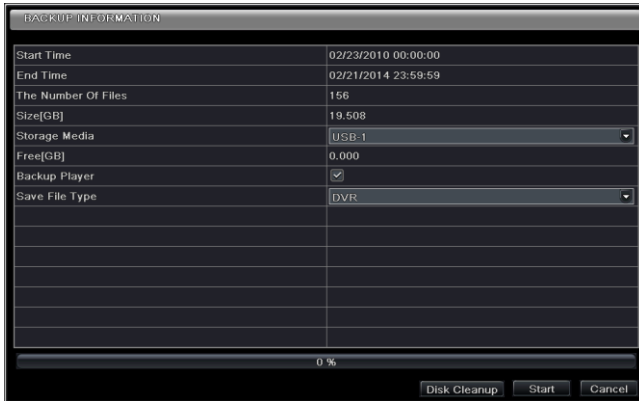 BACKUP INFORMATION
Start Time 02/23/2010 00:00:00
End Time 02/21/2014 23:59:59
The Number Of Files 156
Size[GB] 19.508
Storage Media USB-1
Free[GB] 0.000
Backup Player
Save File Type DVR
0 %
Disk Cleanup Start Cancel